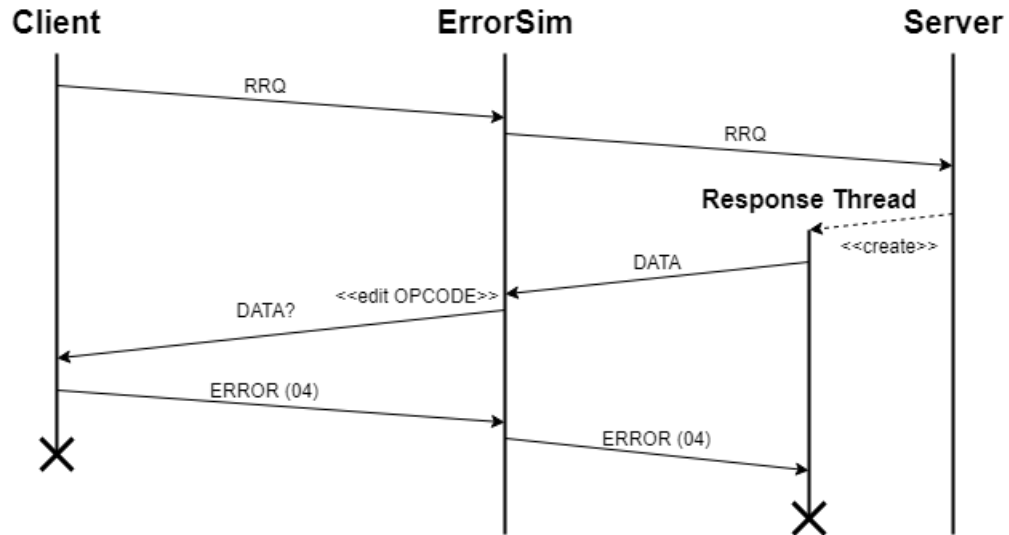 Client
ErrorSim
Server
RRQ
RRQ
Response Thread
<<create>>
DATA
<<edit OPCODE>>
DATA?
ERROR (04)
ERROR (04)